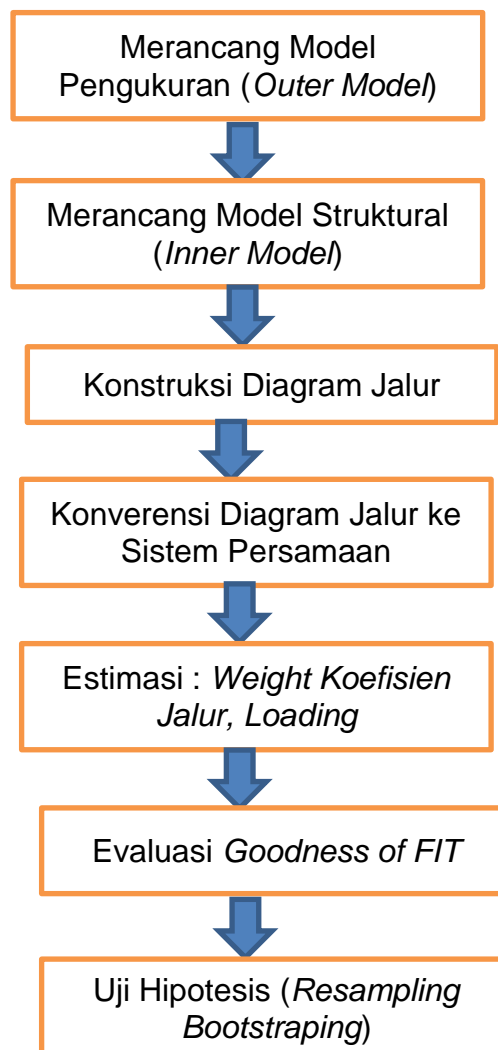 Merancang Model
Pengukuran (Outer Model)
Merancang Model Struktural
(Inner Model)
Konstruksi Diagram Jalur
Konverensi Diagram Jalur ke
Sistem Persamaan
Estimasi : Weight Koefisien
Jalur, Loading
Evaluasi Goodness of FIT
Uji Hipotesis (Resampling
Bootstraping)